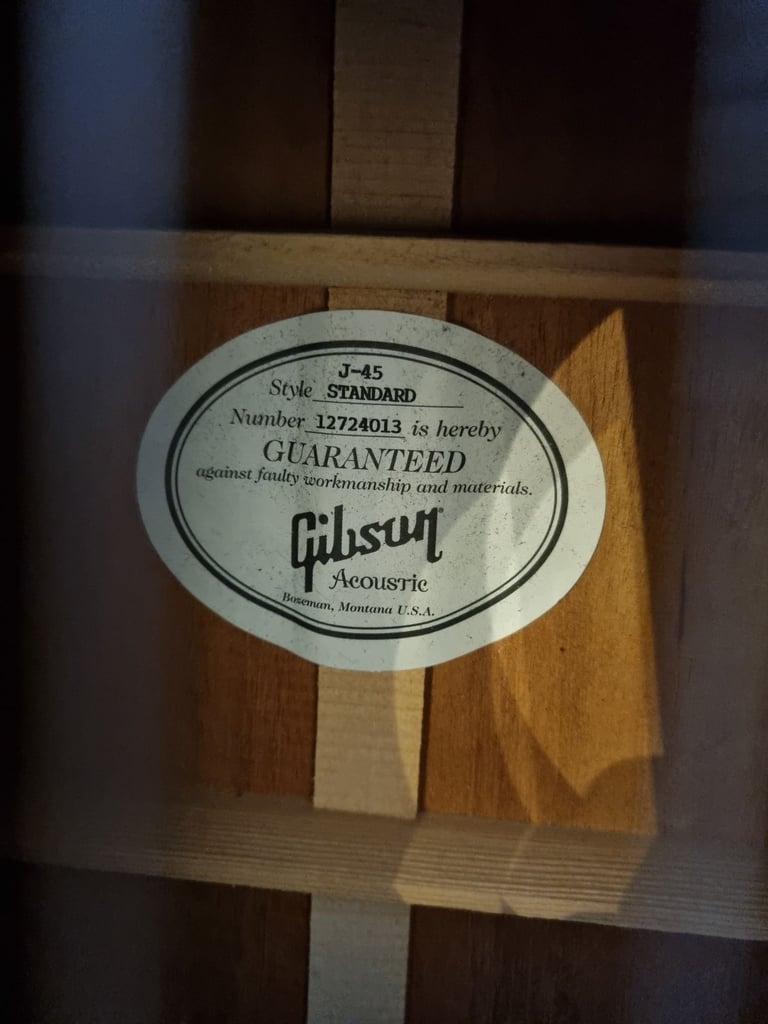 J-45
Style STANDARD
Number 12724013 is hereby
GUARANTEED
against faulty workmanship and materials.
Gibson
Acoustic
Bozeman, Montana U.S.A.